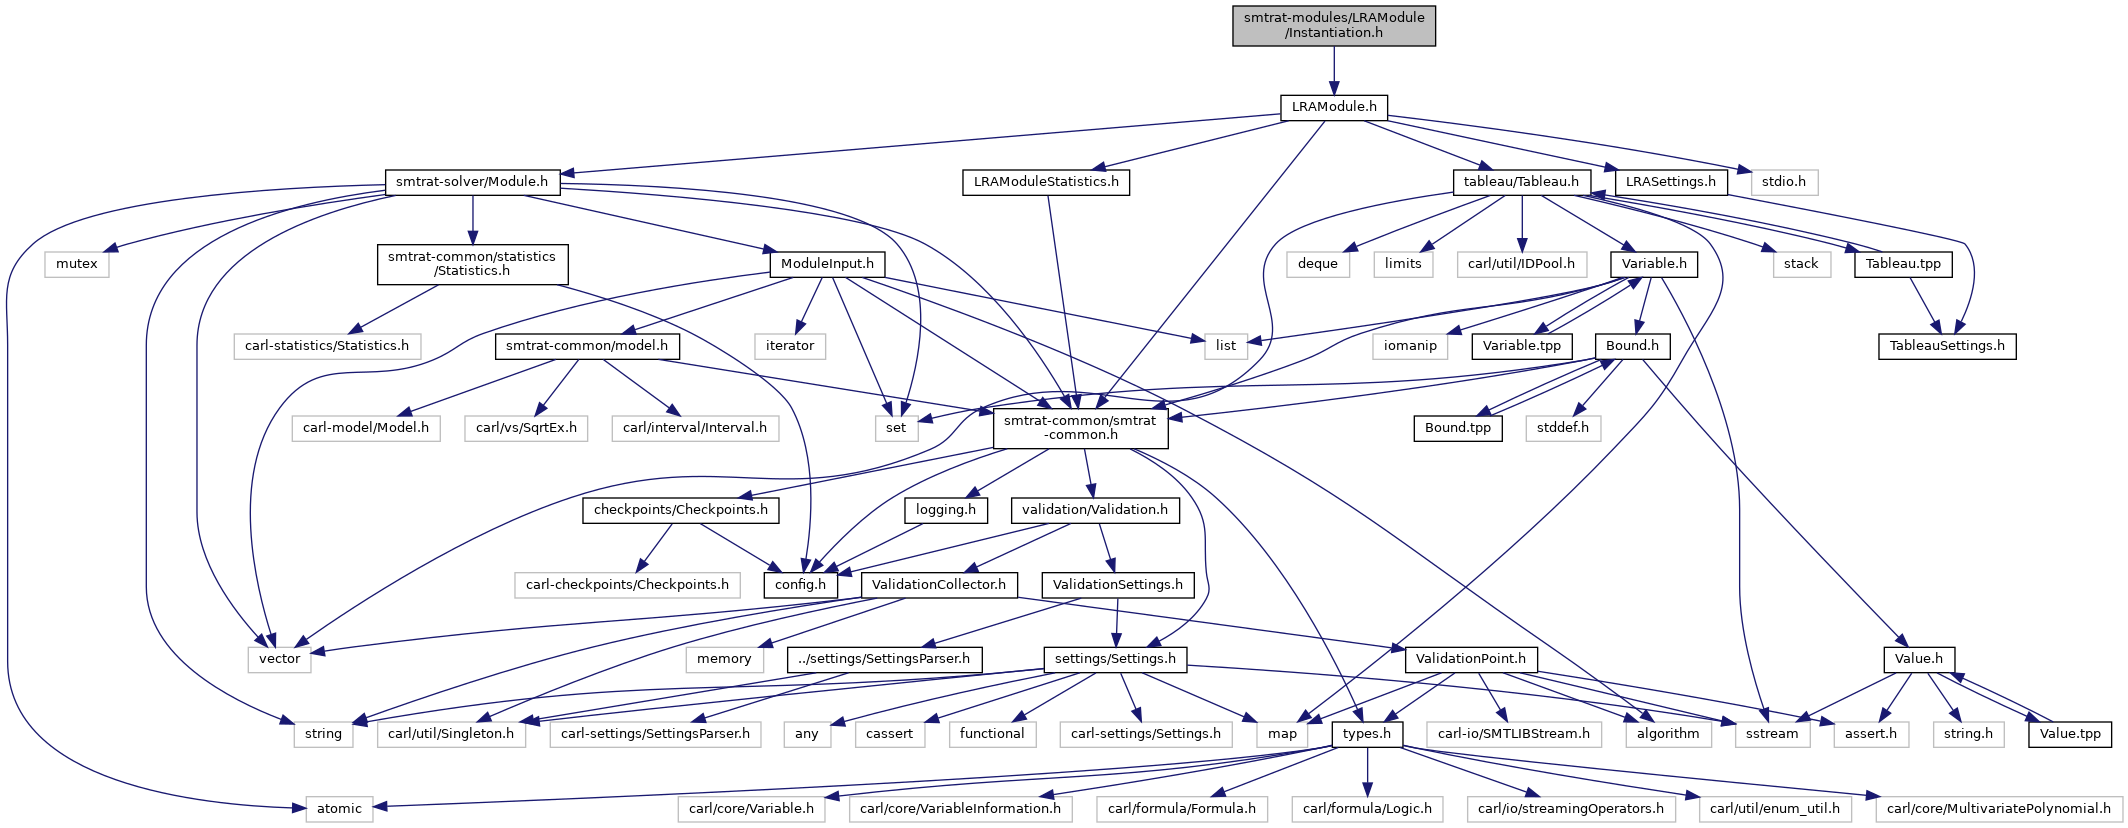 smtrat-modules/LRAModule
/Instantiation.h
LRAModule.h
smtrat-solver/Module.h
LRAModuleStatistics.h
tableau/Tableau.h
LRASettings.h
stdio.h
mutex
smtrat-common/statistics
/Statistics.h
ModuleInput.h
deque
limits
carl/util/IDPool.h
Variable.h
stack
Tableau.tpp
carl-statistics/Statistics.h
smtrat-common/model.h
iterator
list
iomanip
Variable.tpp
Bound.h
TableauSettings.h
carl-model/Model.h
carl/vs/SqrtEx.h
carl/interval/Interval.h
set
smtrat-common/smtrat
-common.h
Bound.tpp
stddef.h
checkpoints/Checkpoints.h
logging.h
validation/Validation.h
carl-checkpoints/Checkpoints.h
config.h
ValidationCollector.h
ValidationSettings.h
vector
memory
../settings/SettingsParser.h
settings/Settings.h
ValidationPoint.h
Value.h
string
carl/util/Singleton.h
carl-settings/SettingsParser.h
any
cassert
functional
carl-settings/Settings.h
map
types.h
carl-io/SMTLIBStream.h
algorithm
sstream
assert.h
string.h
Value.tpp
atomic
carl/core/Variable.h
carl/core/VariableInformation.h
carl/formula/Formula.h
carl/formula/Logic.h
carl/io/streamingOperators.h
carl/util/enum_util.h
carl/core/MultivariatePolynomial.h